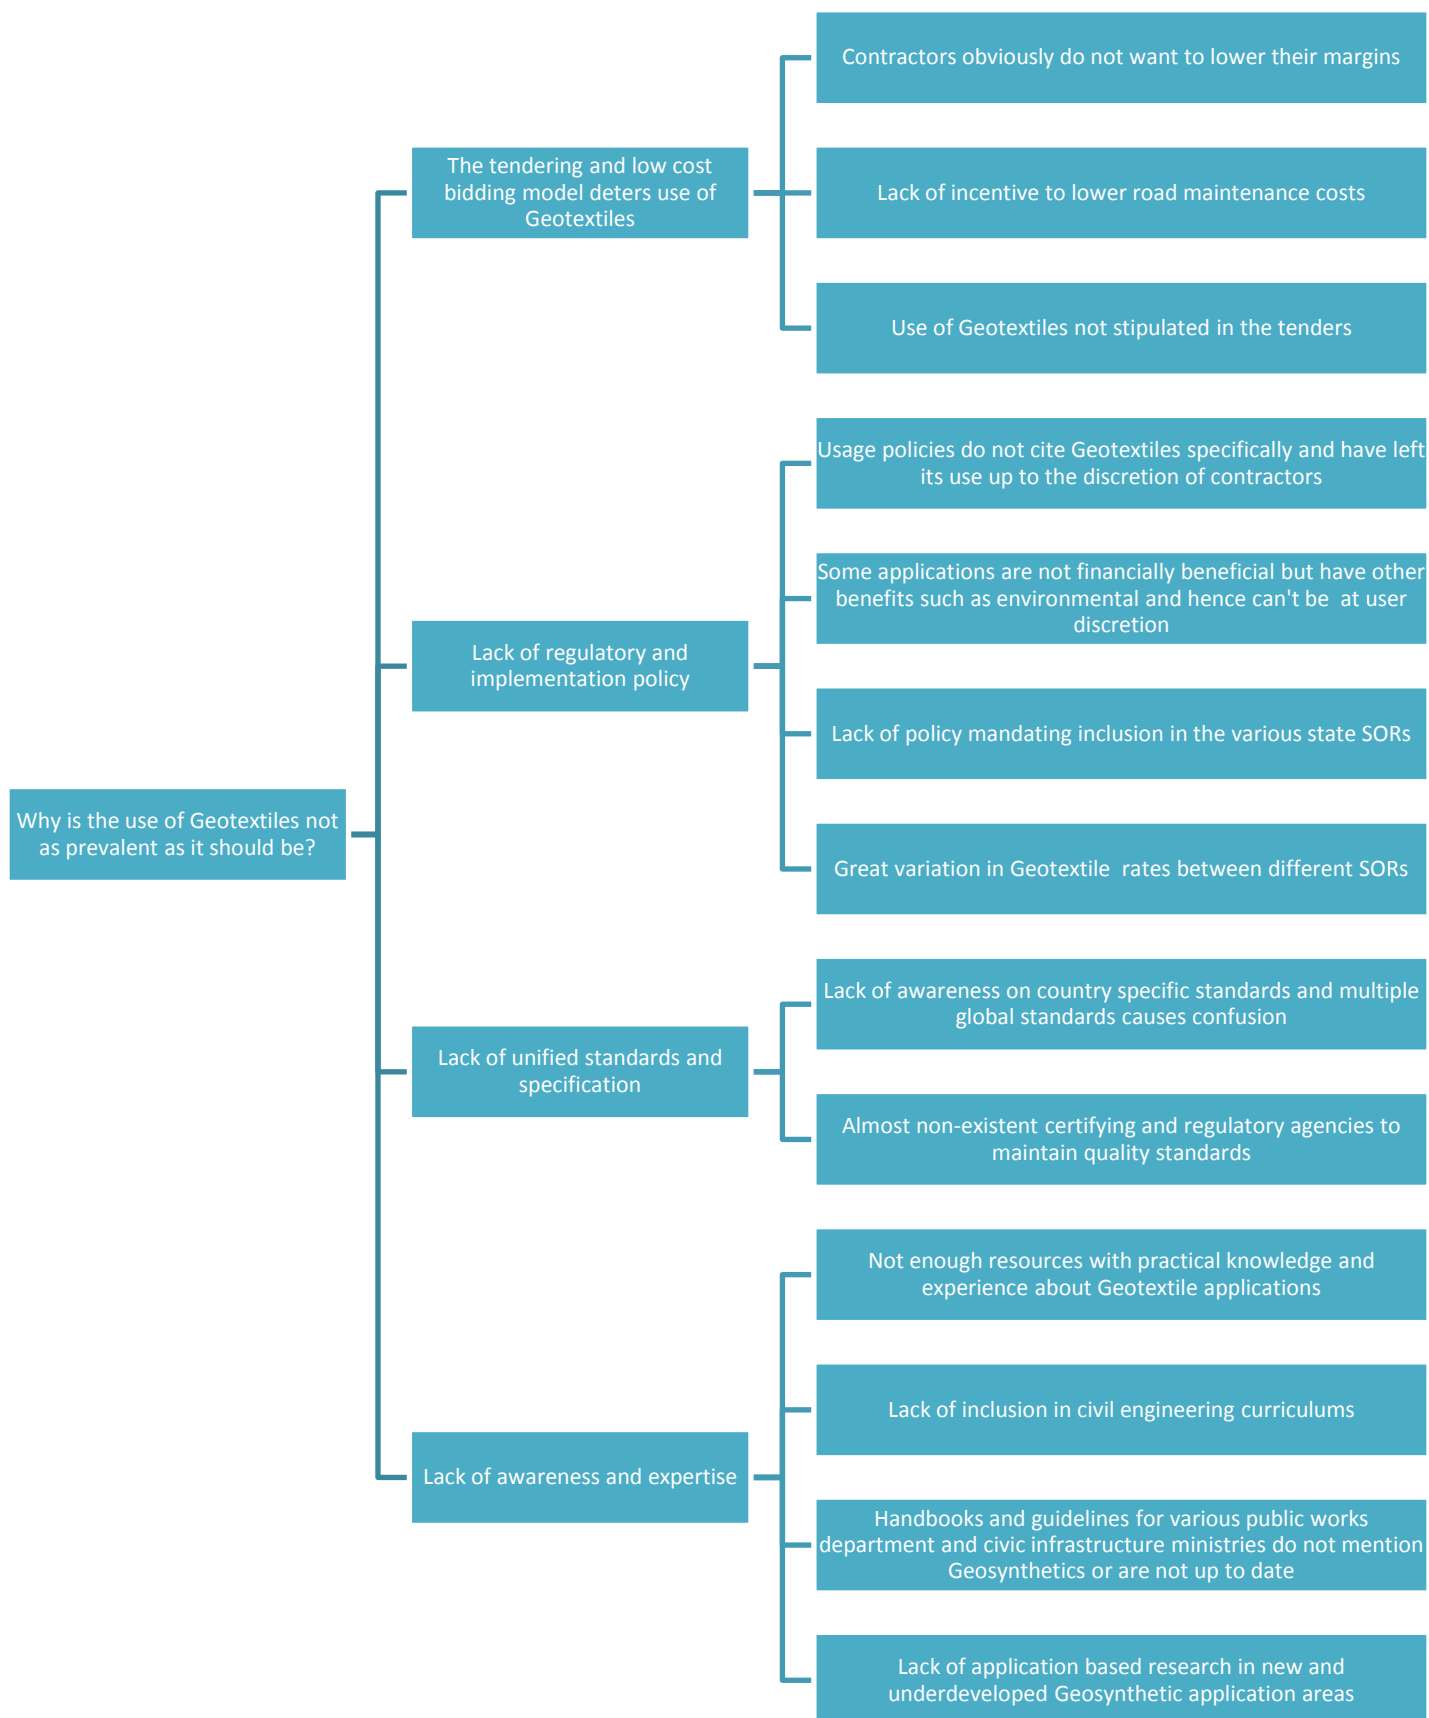 Why is the use of Geotextiles not
as prevalent as it should be?
The tendering and low cost
bidding model deters use of
Geotextiles
Contractors obviously do not want to lower their margins
Lack of incentive to lower road maintenance costs
Use of Geotextiles not stipulated in the tenders
Lack of regulatory and
implementation policy
Usage policies do not cite Geotextiles specifically and have left
its use up to the discretion of contractors
Some applications are not financially beneficial but have other
benefits such as environmental and hence can't be  at user
discretion
Lack of policy mandating inclusion in the various state SORs
Great variation in Geotextile  rates between different SORs
Lack of unified standards and
specification
Lack of awareness on country specific standards and multiple
global standards causes confusion
Almost non-existent certifying and regulatory agencies to
maintain quality standards
Lack of awareness and expertise
Not enough resources with practical knowledge and
experience about Geotextile applications
Lack of inclusion in civil engineering curriculums
Handbooks and guidelines for various public works
department and civic infrastructure ministries do not mention
Geosynthetics or are not up to date
Lack of application based research in new and
underdeveloped Geosynthetic application areas